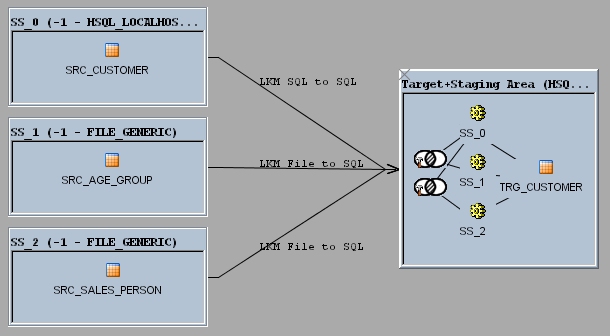 SS_0 (-1 - HSQL_LOCALHOS...
SRC_CUSTOMER
LKM SQL to SQL
Target+Staging Area (HSQ...
SS_0
SS_1 (-1 - FILE_GENERIC)
SRC_AGE_GROUP
LKM File to SQL
SS_1
TRG_CUSTOMER
SS_2
SS_2 (-1 - FILE_GENERIC)
SRC_SALES_PERSON
LKM File to SQL